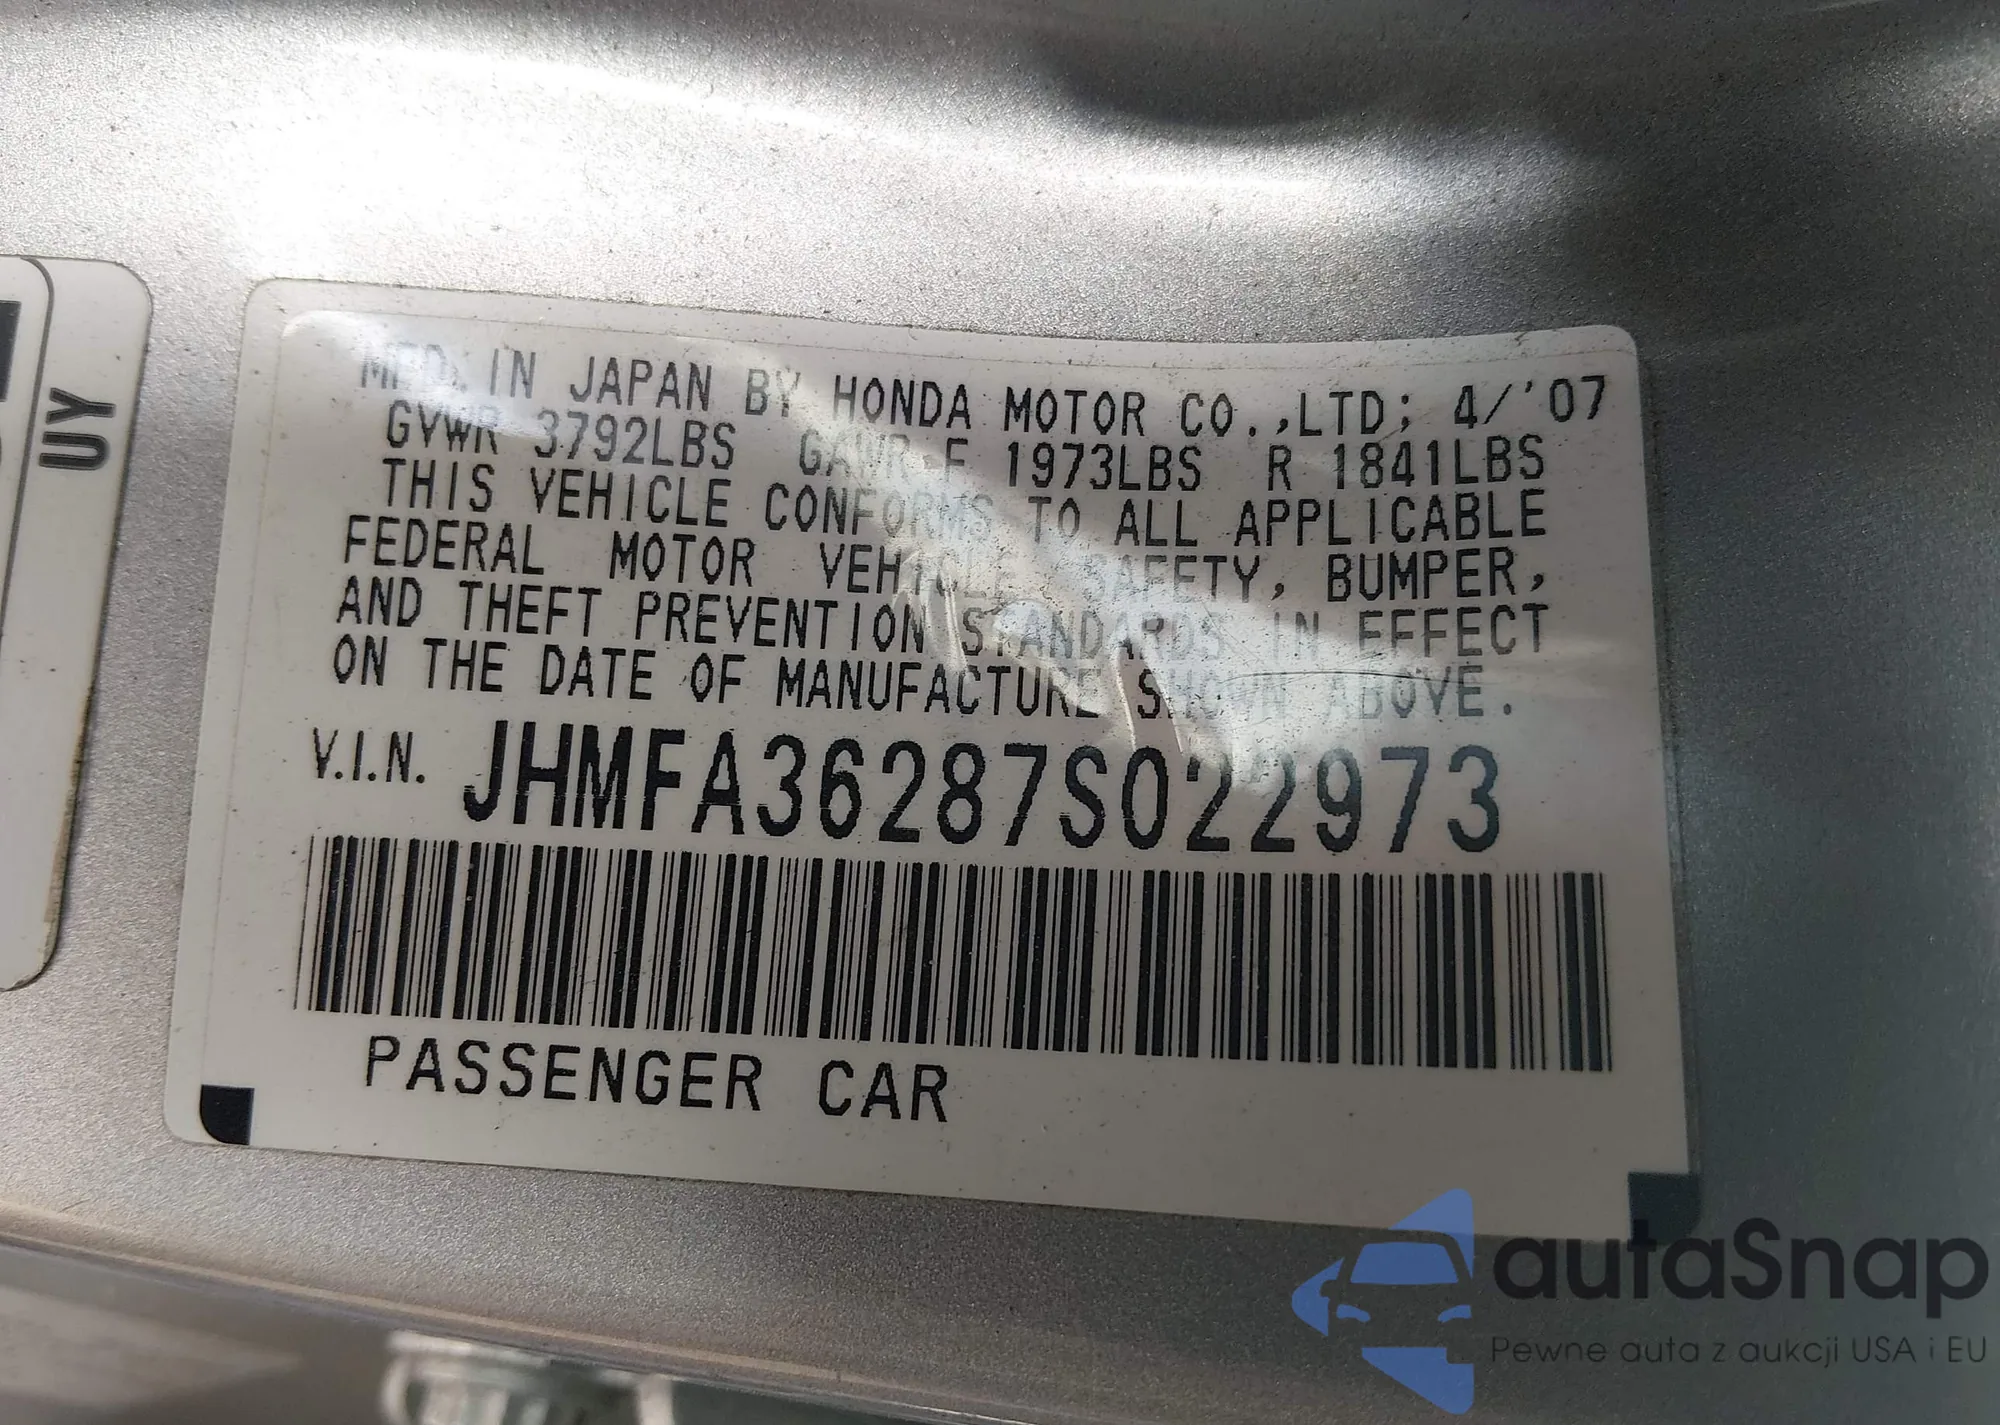 UY
MFD. IN JAPAN BY HONDA MOTOR CO.,LTD; 4/'07
GVWR 3792LBS GAWR F 1973LBS R 1841LBS
THIS VEHICLE CONFORMS TO ALL APPLICABLE
FEDERAL MOTOR VEHICLE SAFETY, BUMPER,
AND THEFT PREVENTION STANDARDS IN EFFECT
ON THE DATE OF MANUFACTURE SHOWN ABOVE.
V.I.N. JHMFA36287S022973
PASSENGER CAR
autaSnap
Pewne auta z aukcji USA i EU